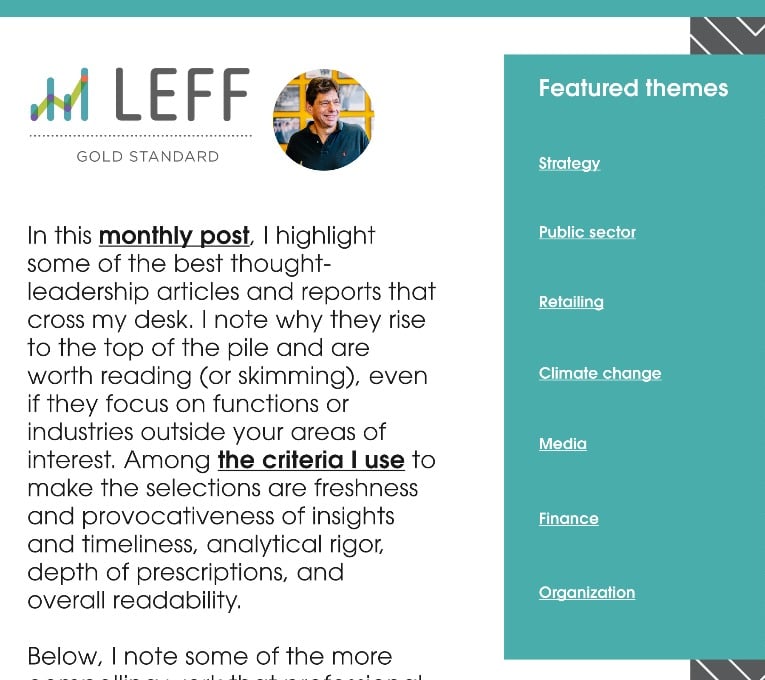 LEFF
GOLD STANDARD
In this monthly post, I highlight
some of the best thought-
leadership articles and reports that
cross my desk. I note why they rise
to the top of the pile and are
worth reading (or skimming), even
if they focus on functions or
industries outside your areas of
interest. Among the criteria I use to
make the selections are freshness
and provocativeness of insights
and timeliness, analytical rigor,
depth of prescriptions, and
overall readability.
Below, I note some of the more
compelling work that professional
Featured themes
Strategy
Public sector
Retailing
Climate change
Media
Finance
Organization